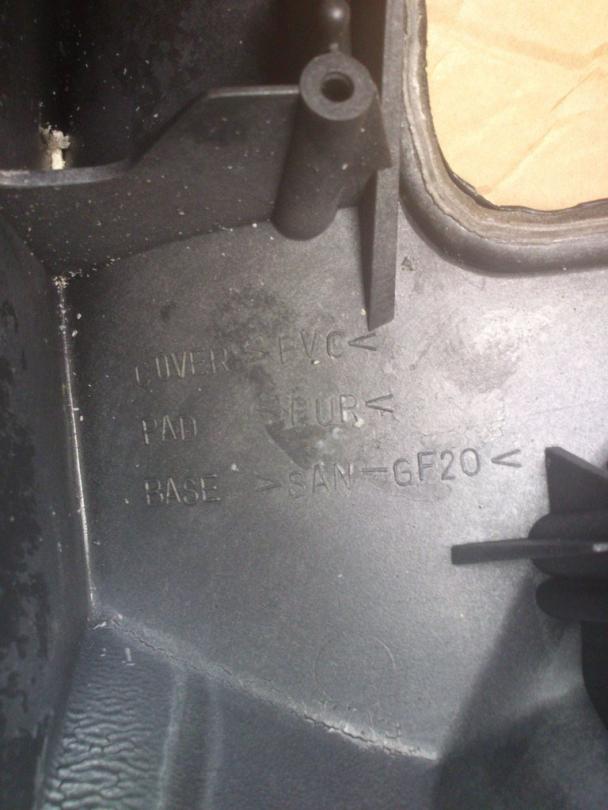 COVER >PVC<
PAD >PUR<
BASE >SAN-GF20<